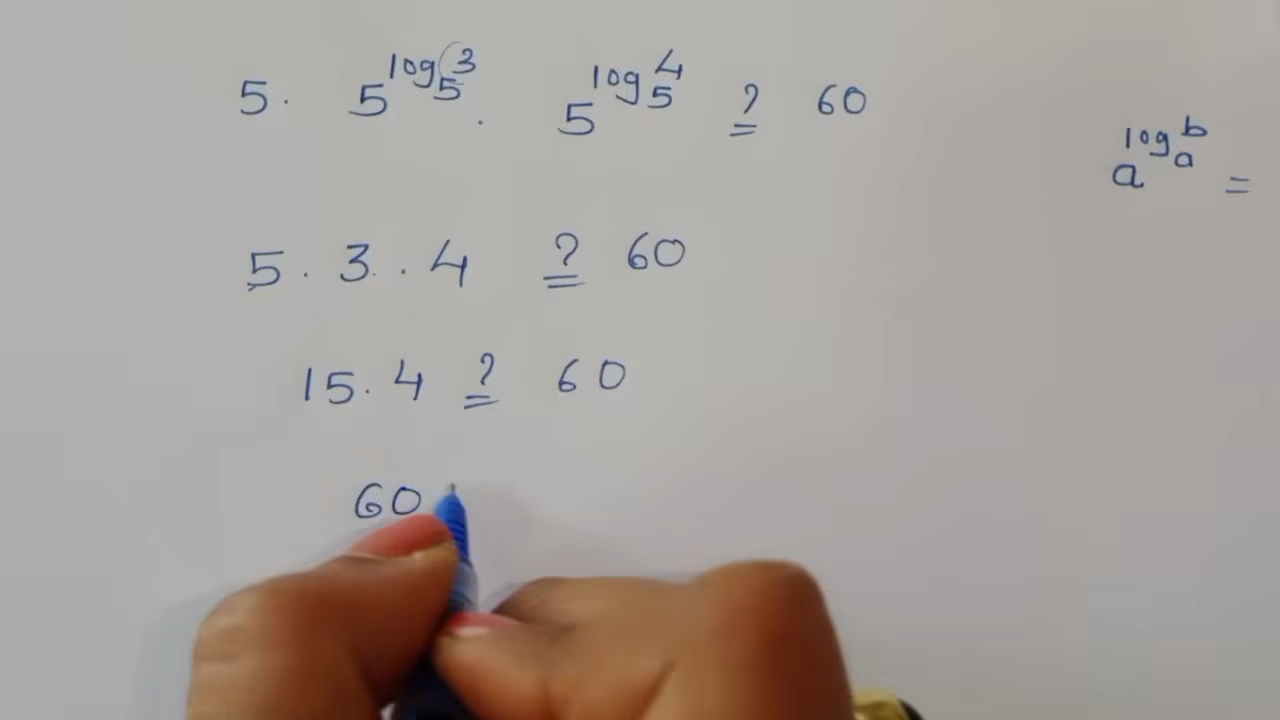 5. 5^{log_5 3} . 5^{log_5 4} ≟ 60
a^{log_a b} =
5 . 3 . . 4 ≟ 60
15 . 4 ≟ 60
60